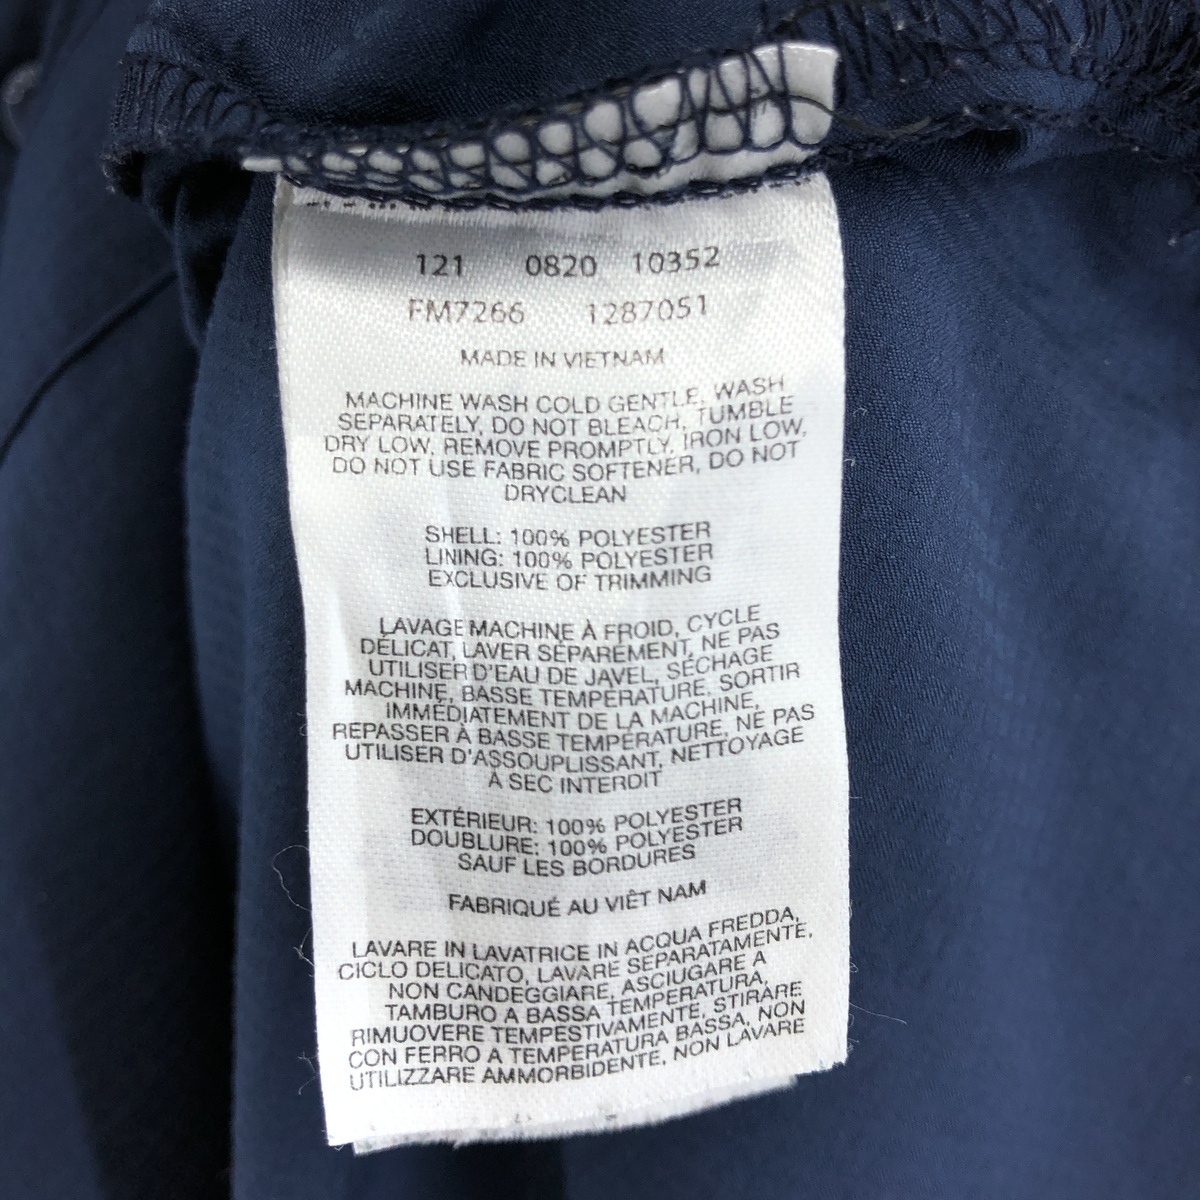 121 0820 10352
FM7266 1287051
MADE IN VIETNAM
MACHINE WASH COLD GENTLE, WASH
SEPARATELY, DO NOT BLEACH, TUMBLE
DRY LOW, REMOVE PROMPTLY, IRON LOW,
DO NOT USE FABRIC SOFTENER, DO NOT
DRYCLEAN
SHELL: 100% POLYESTER
LINING: 100% POLYESTER
EXCLUSIVE OF TRIMMING
LAVAGE MACHINE À FROID, CYCLE
DÉLICAT, LAVER SÉPARÉMENT, NE PAS
UTILISER D'EAU DE JAVEL, SÉCHAGE
MACHINE, BASSE TEMPÉRATURE, SORTIR
IMMÉDIATEMENT DE LA MACHINE,
REPASSER À BASSE TEMPÉRATURE, NE PAS
UTILISER D'ASSOUPLISSANT, NETTOYAGE
À SEC INTERDIT
EXTÉRIEUR: 100% POLYESTER
DOUBLURE: 100% POLYESTER
SAUF LES BORDURES
FABRIQUÉ AU VIÊT NAM
LAVARE IN LAVATRICE IN ACQUA FREDDA,
CICLO DELICATO, LAVARE SEPARATAMENTE,
NON CANDEGGIARE, ASCIUGARE A
TAMBURO A BASSA TEMPERATURA,
RIMUOVERE TEMPESTIVAMENTE, STIRARE
CON FERRO A TEMPERATURA BASSA, NON
UTILIZZARE AMMORBIDENTE, NON LAVARE